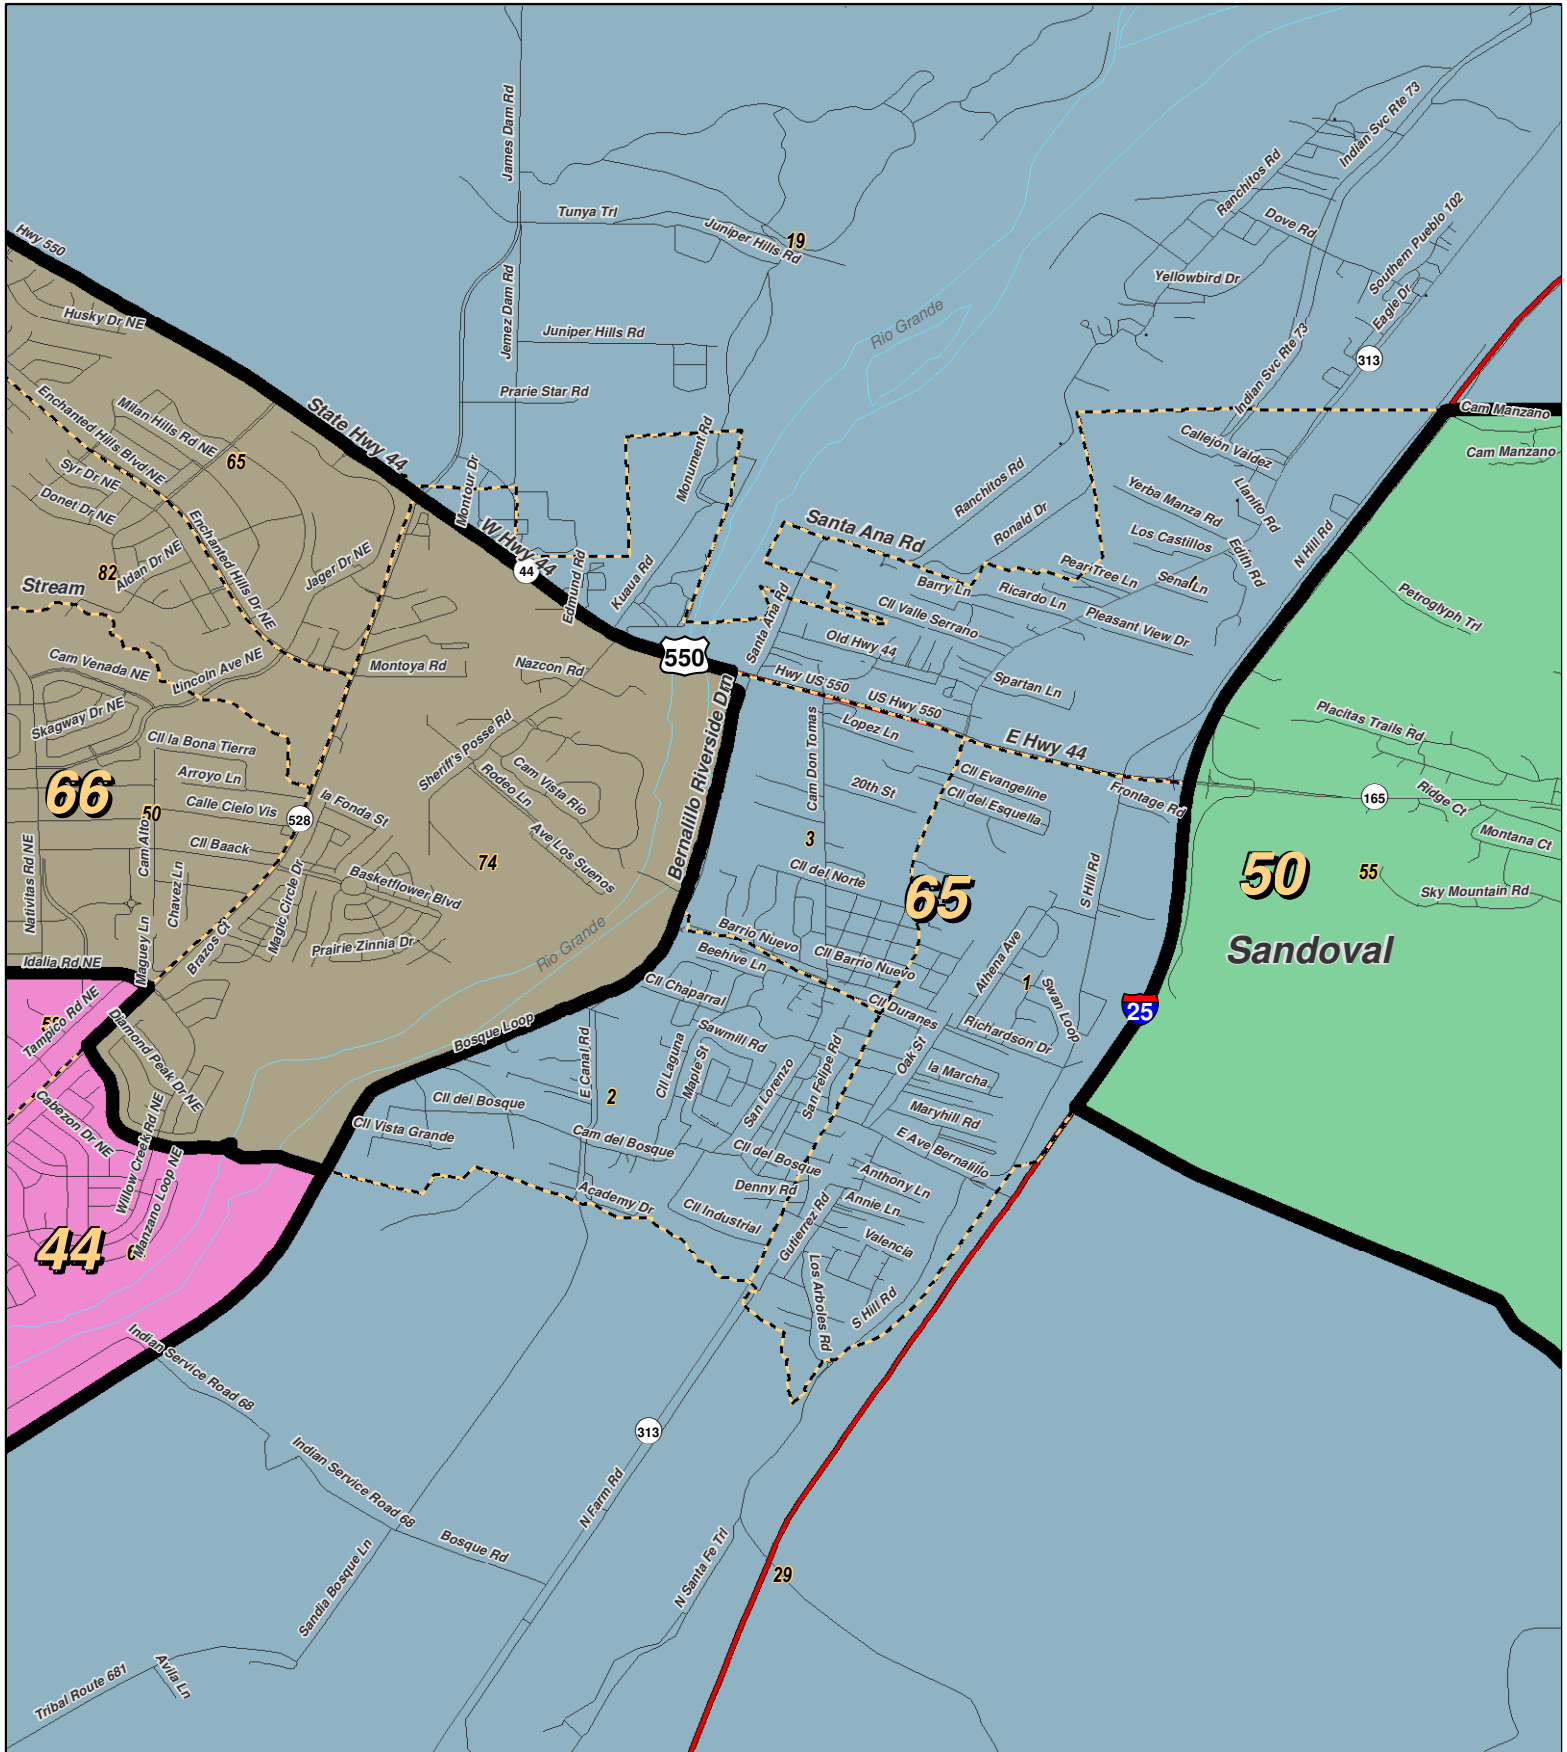 James Dam Rd
Indian Svc Rte 73
Ranchitos Rd
Tunya Trl
Juniper Hills Rd
19
Dove Rd
Southern Pueblo 102
Hwy 550
Yellowbird Dr
Eagle Dr
Jemez Dam Rd
Rio Grande
Husky Dr NE
Juniper Hills Rd
Indian Svc Rte 73
313
Prarie Star Rd
Cam Manzano
Enchanted Hills Blvd NE
Milan Hills Rd NE
State Hwy 44
Monument Rd
Callejón Valdez
Cam Manzano
65
Syr Dr NE
Montour Dr
Ranchitos Rd
Yerba Manza Rd
Llanito Rd
Donet Dr NE
Enchanted Hills Dr NE
W Hwy 44
Santa Ana Rd
Ronald Dr
Los Castillos
N Hill Rd
Aldan Dr NE
Jager Dr NE
44
Edith Rd
82
Pear Tree Ln
Senal Ln
Stream
Edmund Rd
Kuaua Rd
Barry Ln
Ricardo Ln
Petroglyph Trl
Cll Valle Serrano
Pleasant View Dr
Santa Ana Rd
Old Hwy 44
Cam Venada NE
Lincoln Ave NE
Montoya Rd
Nazcon Rd
550
Hwy US 550
US Hwy 550
Spartan Ln
Skagway Dr NE
Bernalillo Riverside Drn
Cll la Bona Tierra
Sheriff's Posse Rd
Cam Don Tomas
Lopez Ln
E Hwy 44
Placitas Trails Rd
Arroyo Ln
Rodeo Ln
Cam Vista Rio
20th St
Cll Evangeline
Cll del Esquella
Frontage Rd
66
50
Calle Cielo Vis
528
la Fonda St
165
Ridge Ct
Cll Baack
Ave Los Suenos
3
Montana Ct
Nativitas Rd NE
Cam Alto
Chavez Ln
Magic Circle Dr
Basketflower Blvd
74
Cll del Norte
65
S Hill Rd
50
55
Sky Mountain Rd
Maguey Ln
Brazos Ct
Prairie Zinnia Dr
Rio Grande
Barrio Nuevo
Cll Barrio Nuevo
Athena Ave
Sandoval
Idalia Rd NE
Beehive Ln
Cll Chaparral
1
Swan Loop
Tampico Rd NE
Diamond Peak Dr NE
Bosque Loop
Cll Duranes
25
Richardson Dr
Sawmill Rd
E Canal Rd
Cll Laguna
Maple St
San Lorenzo
San Felipe Rd
Oak St
la Marcha
Cabezon Dr NE
Willow Creek Rd NE
Cll del Bosque
2
Maryhill Rd
Cll Vista Grande
Cam del Bosque
Cll del Bosque
E Ave Bernalillo
Manzano Loop NE
Academy Dr
Denny Rd
Anthony Ln
Annie Ln
Cll Industrial
Gutierrez Rd
Valencia
44
Los Arboles Rd
S Hill Rd
Indian Service Road 68
313
Indian Service Road 68
N Farm Rd
Bosque Rd
Sandia Bosque Ln
N Santa Fe Trl
29
Avila Ln
Tribal Route 681